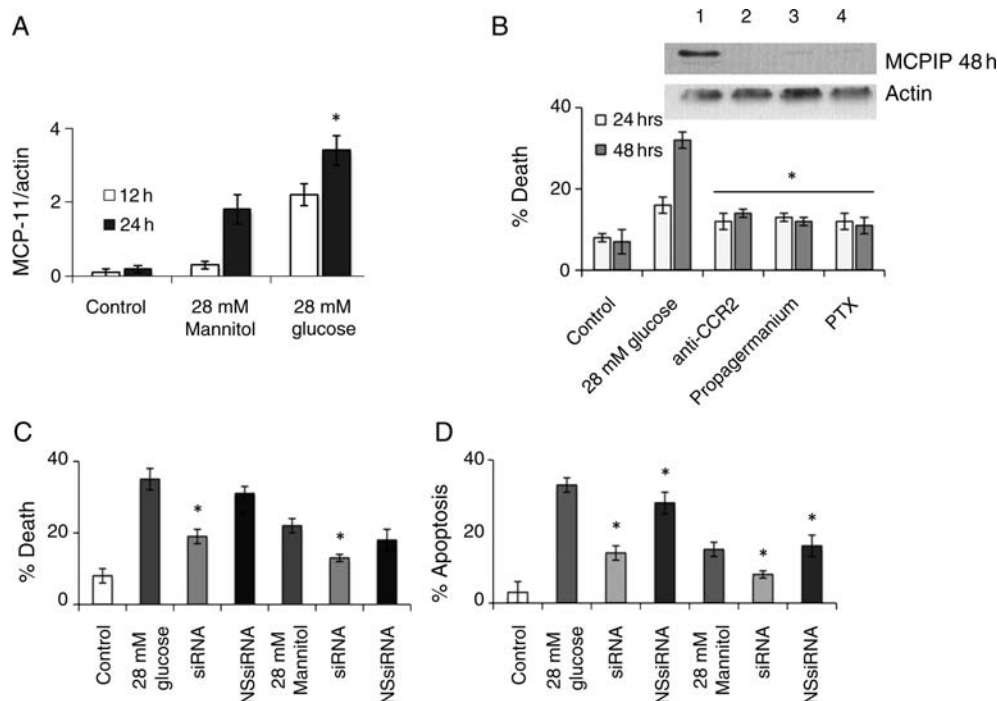 A
MCP-11/actin
4
2
0
*
12 h
24 h
Control
28 mM
Mannitol
28 mM
glucose
B
1 2 3 4
MCPIP 48 h
Actin
% Death
40
20
0
24 hrs
48 hrs
*
Control
28 mM glucose
anti-CCR2
Propagermanium
PTX
C
% Death
40
20
0
*
*
Control
28 mM
glucose
siRNA
NSsiRNA
28 mM
Mannitol
siRNA
NSsiRNA
D
% Apoptosis
40
20
0
*
*
*
*
Control
28 mM
glucose
siRNA
NSsiRNA
28 mM
Mannitol
siRNA
NSsiRNA